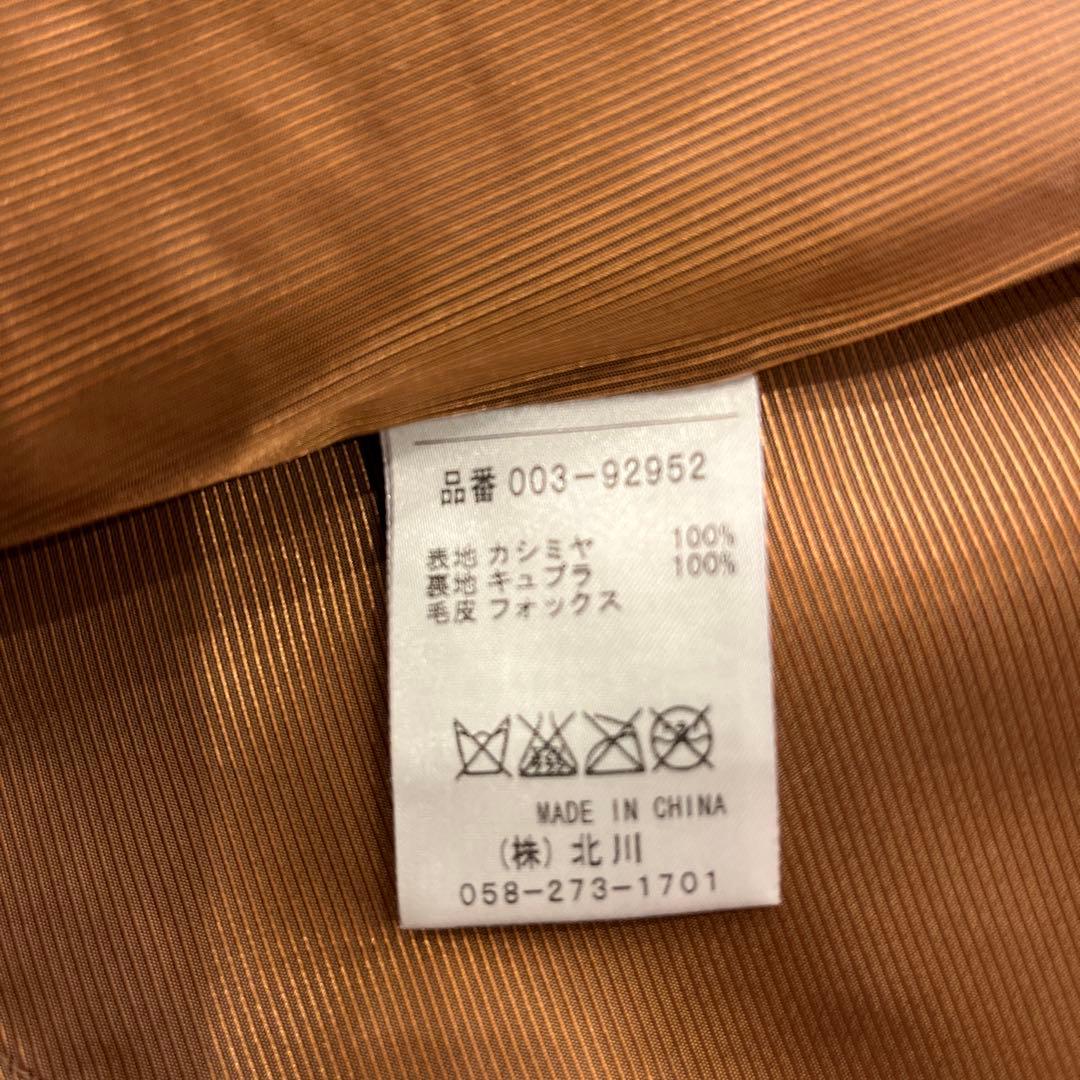 品番 003-92952
表地 カシミヤ 100%
裏地 キュプラ 100%
毛皮 フォックス
MADE IN CHINA
(株)北川
058-273-1701